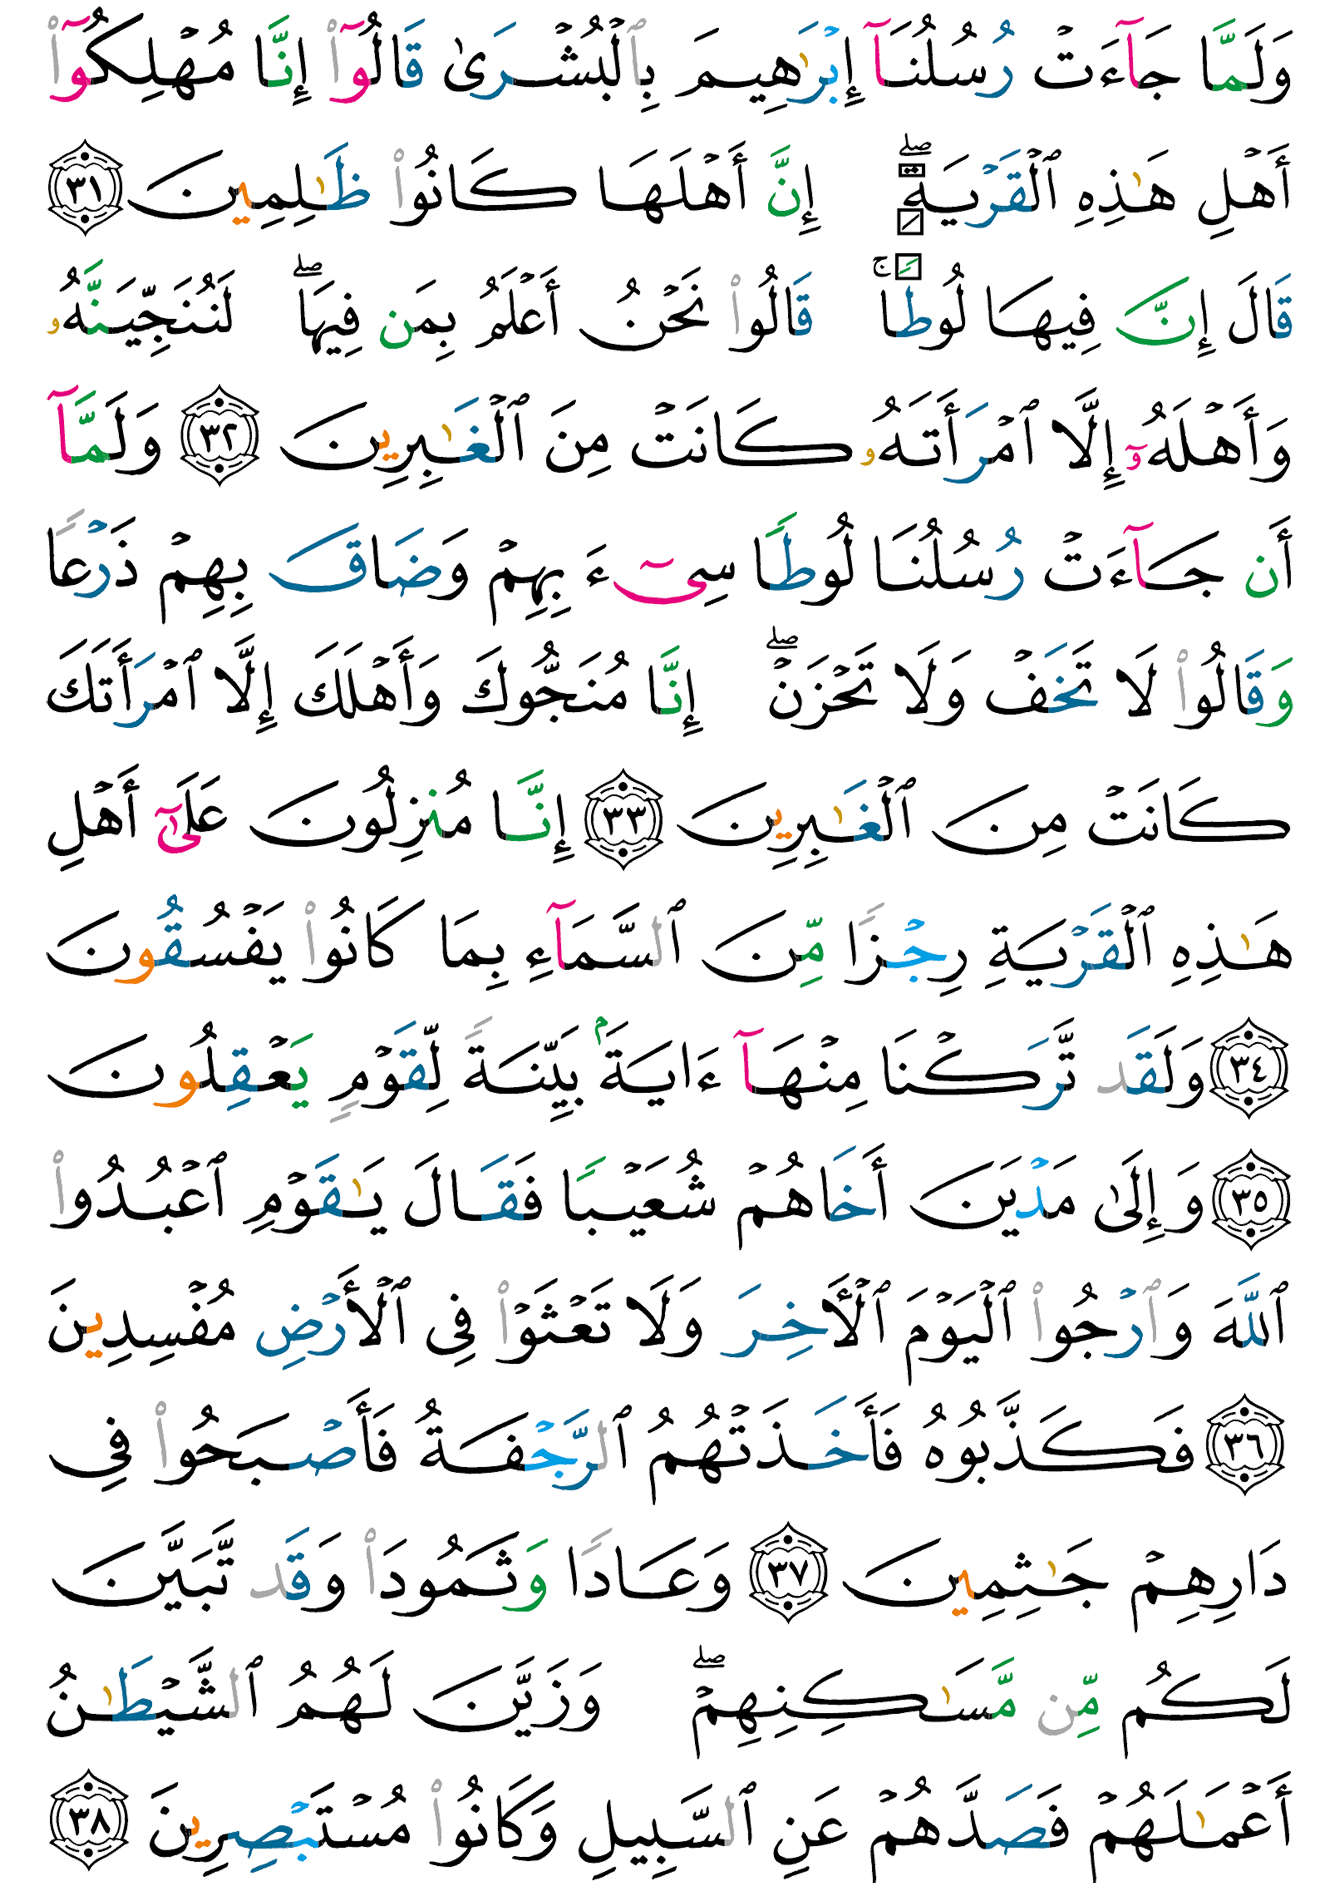 وَلَمَّا جَآءَتْ رُسُلُنَآ إِبْرَٰهِيمَ بِٱلْبُشْرَىٰ قَالُوٓا۟ إِنَّا مُهْلِكُوٓا۟
أَهْلِ هَـٰذِهِ ٱلْقَرْيَةِ ۖ إِنَّ أَهْلَهَا كَانُوا۟ ظَـٰلِمِينَ ٣١
قَالَ إِنَّ فِيهَا لُوطًا ۚ قَالُوا۟ نَحْنُ أَعْلَمُ بِمَن فِيهَا ۖ لَنُنَجِّيَنَّهُۥ
وَأَهْلَهُۥٓ إِلَّا ٱمْرَأَتَهُۥ كَانَتْ مِنَ ٱلْغَـٰبِرِينَ ٣٢ وَلَمَّآ
أَن جَآءَتْ رُسُلُنَا لُوطًا سِىٓءَ بِهِمْ وَضَاقَ بِهِمْ ذَرْعًا
وَقَالُوا۟ لَا تَخَفْ وَلَا تَحْزَنْ ۖ إِنَّا مُنَجُّوكَ وَأَهْلَكَ إِلَّا ٱمْرَأَتَكَ
كَانَتْ مِنَ ٱلْغَـٰبِرِينَ ٣٣ إِنَّا مُنزِلُونَ عَلَىٰٓ أَهْلِ
هَـٰذِهِ ٱلْقَرْيَةِ رِجْزًا مِّنَ ٱلسَّمَآءِ بِمَا كَانُوا۟ يَفْسُقُونَ
٣٤ وَلَقَد تَّرَكْنَا مِنْهَآ ءَايَةًۢ بَيِّنَةً لِّقَوْمٍ يَعْقِلُونَ
٣٥ وَإِلَىٰ مَدْيَنَ أَخَاهُمْ شُعَيْبًا فَقَالَ يَـٰقَوْمِ ٱعْبُدُوا۟
ٱللَّهَ وَٱرْجُوا۟ ٱلْيَوْمَ ٱلْـَٔاخِرَ وَلَا تَعْثَوْا۟ فِى ٱلْأَرْضِ مُفْسِدِينَ
٣٦ فَكَذَّبُوهُ فَأَخَذَتْهُمُ ٱلرَّجْفَةُ فَأَصْبَحُوا۟ فِى
دَارِهِمْ جَـٰثِمِينَ ٣٧ وَعَادًا وَثَمُودَا۟ وَقَد تَّبَيَّنَ
لَكُم مِّن مَّسَـٰكِنِهِمْ ۖ وَزَيَّنَ لَهُمُ ٱلشَّيْطَـٰنُ
أَعْمَـٰلَهُمْ فَصَدَّهُمْ عَنِ ٱلسَّبِيلِ وَكَانُوا۟ مُسْتَبْصِرِينَ ٣٨